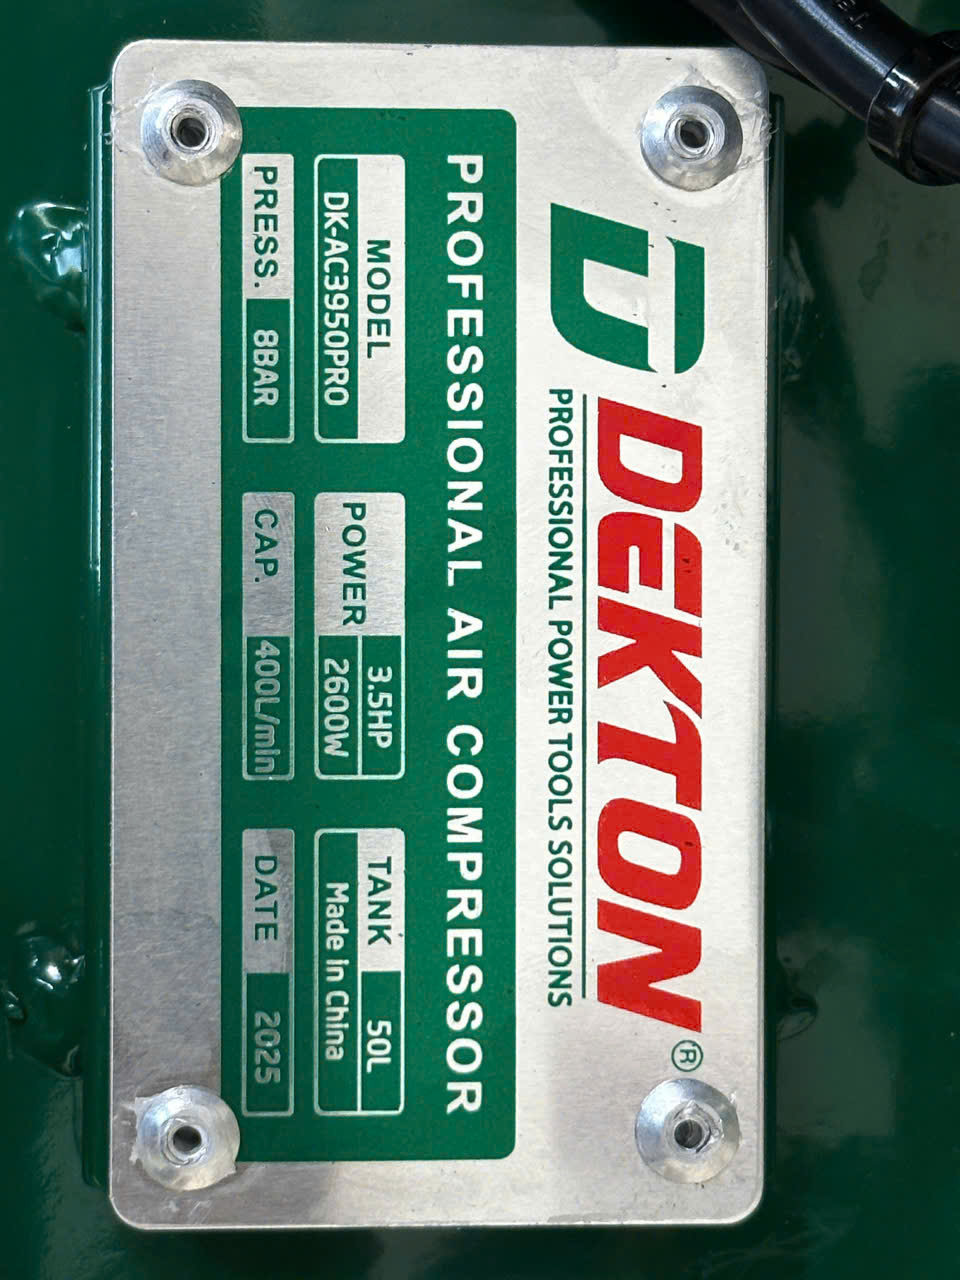 DEKTON®
PROFESSIONAL POWER TOOLS SOLUTIONS
PROFESSIONAL AIR COMPRESSOR
MODEL
DK-AC3950PRO
POWER
3.5HP
2600W
TANK 50L
Made in China
PRESS. 8BAR
CAP. 400L/min
DATE 2025